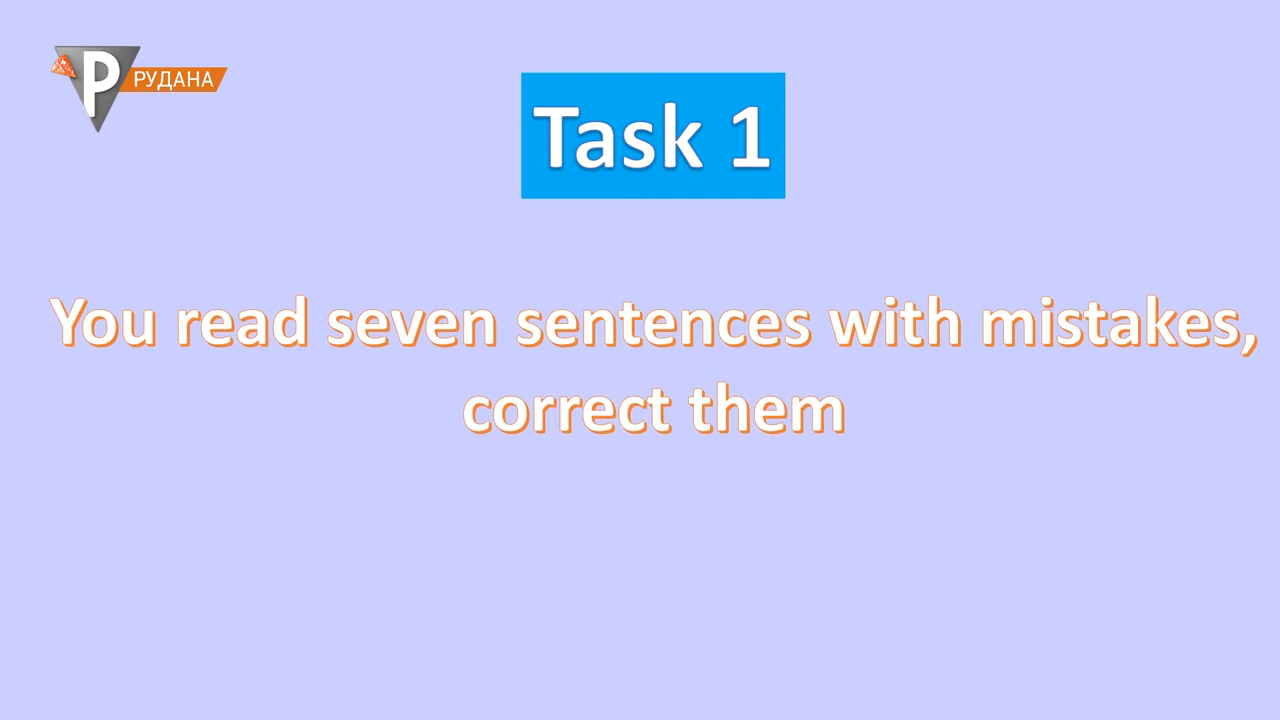 РУДАНА
Task 1
You read seven sentences with mistakes,
correct them